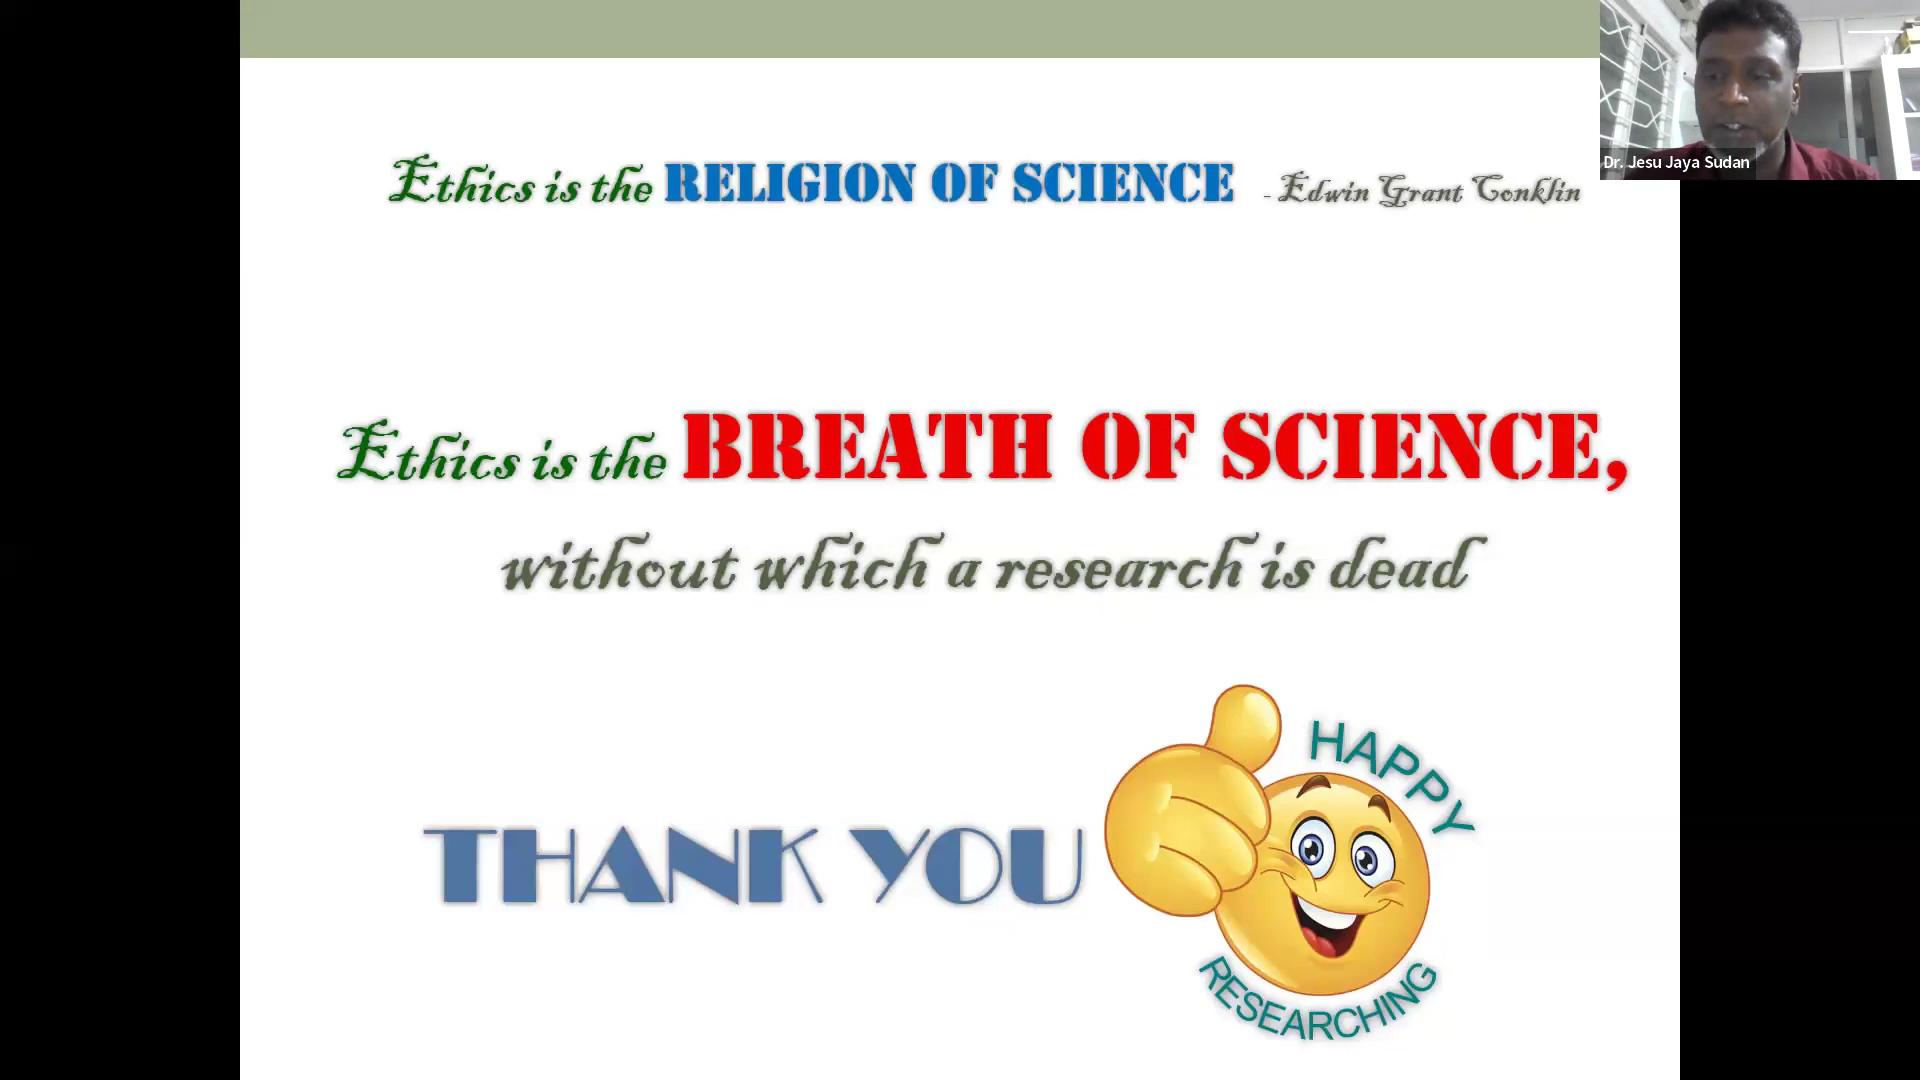 Ethics is the RELIGION OF SCIENCE - Edwin Grant Conklin
Dr. Jesu Jaya Sudan
Ethics is the BREATH OF SCIENCE,
without which a research is dead
THANK YOU
HAPPY
RESEARCHING